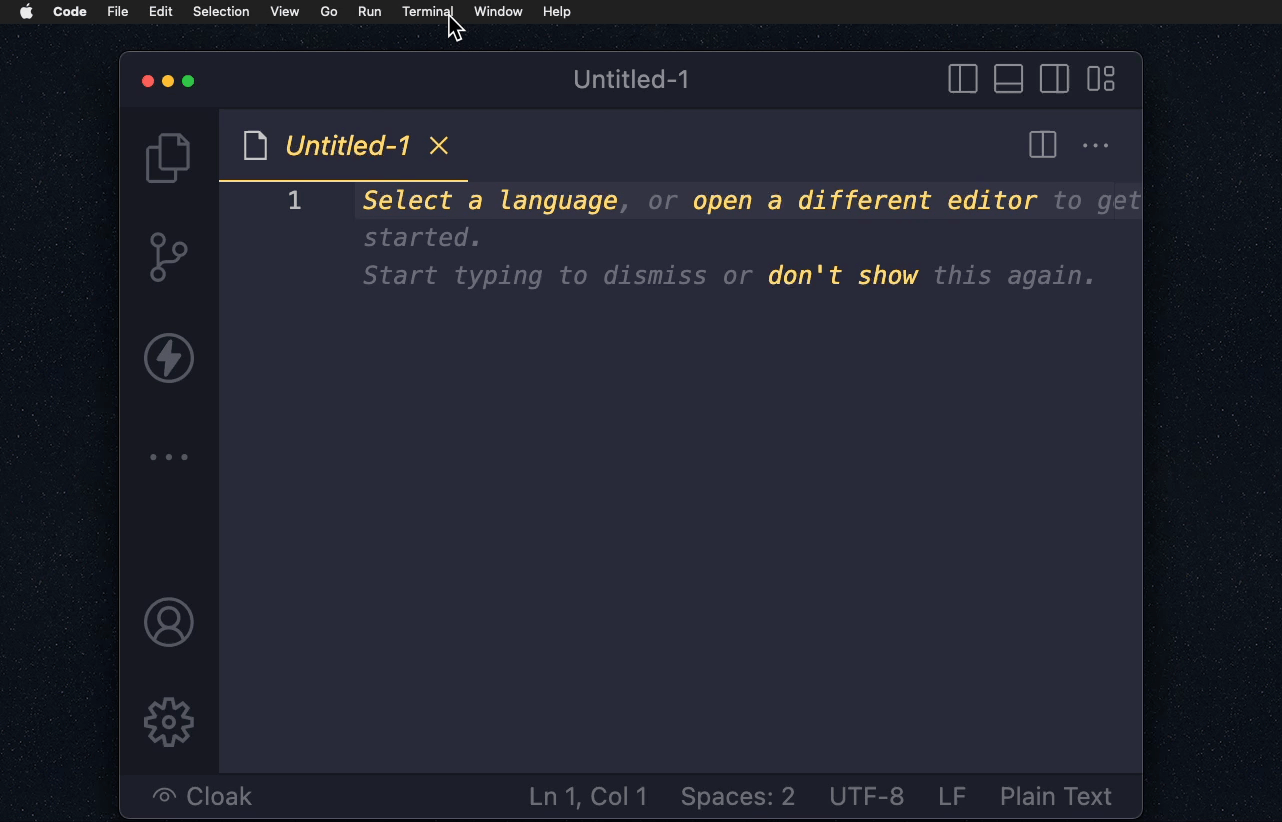 Code File Edit Selection View Go Run Terminal Window Help
Untitled-1
Untitled-1
1 Select a language, or open a different editor to get
started.
Start typing to dismiss or don't show this again.
Cloak Ln 1, Col 1 Spaces: 2 UTF-8 LF Plain Text